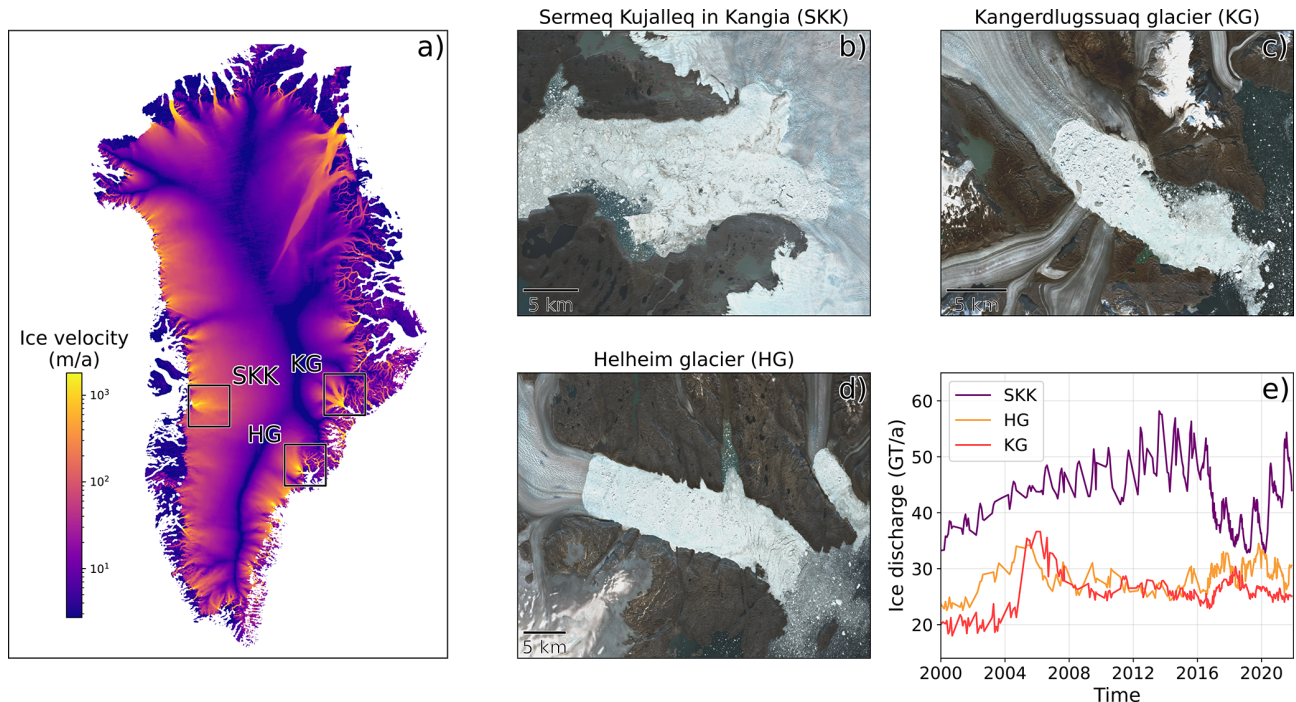 a)
Ice velocity
(m/a)
10³
10²
10¹
SKK
KG
HG
Sermeq Kujalleq in Kangia (SKK)
b)
5 km
Kangerdlugssuaq glacier (KG)
c)
5 km
Helheim glacier (HG)
d)
5 km
e)
SKK
HG
KG
Ice discharge (GT/a)
60
50
40
30
20
2000 2004 2008 2012 2016 2020
Time